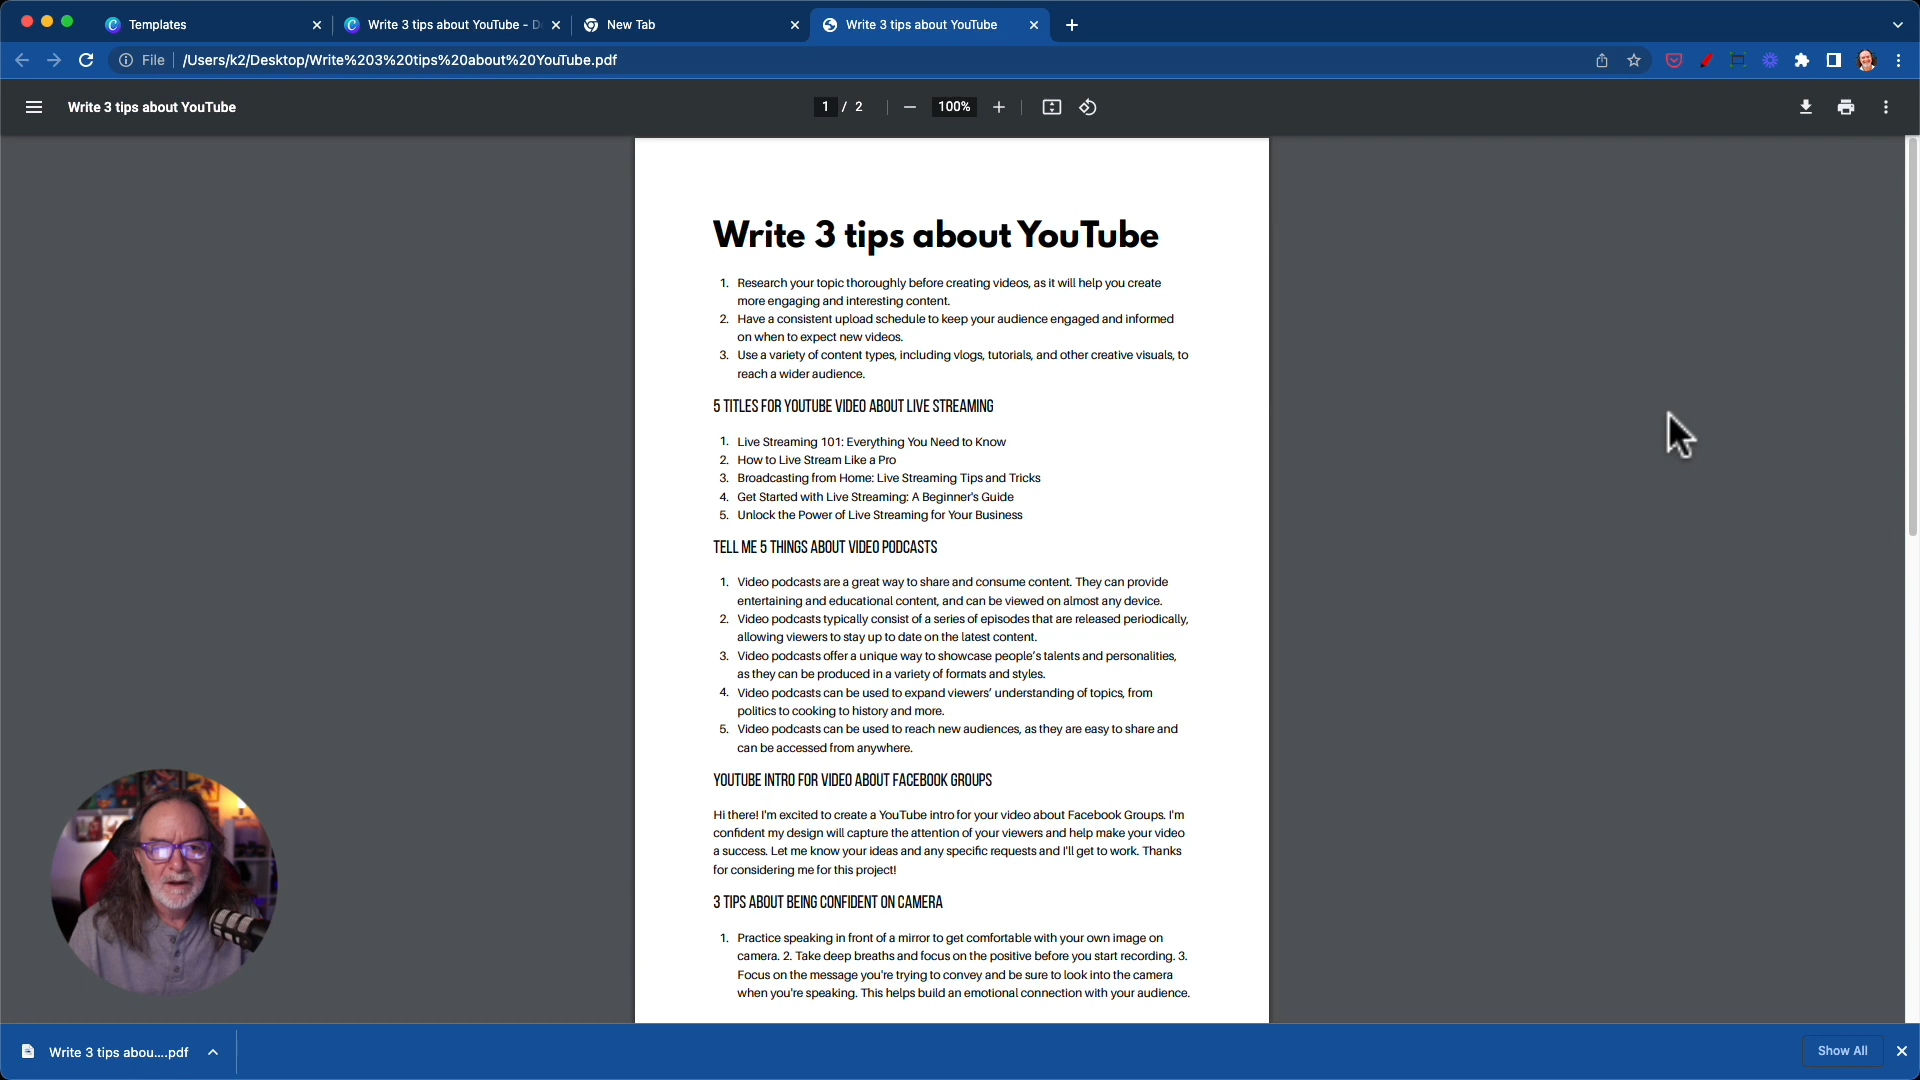 Templates
Write 3 tips about YouTube - D
New Tab
Write 3 tips about YouTube
File
/Users/k2/Desktop/Write%203%20tips%20about%20YouTube.pdf
Write 3 tips about YouTube
1 / 2
100%
Write 3 tips about YouTube
1. Research your topic thoroughly before creating videos, as it will help you create
more engaging and interesting content.
2. Have a consistent upload schedule to keep your audience engaged and informed
on when to expect new videos.
3. Use a variety of content types, including vlogs, tutorials, and other creative visuals, to
reach a wider audience.
5 TITLES FOR YOUTUBE VIDEO ABOUT LIVE STREAMING
1. Live Streaming 101: Everything You Need to Know
2. How to Live Stream Like a Pro
3. Broadcasting from Home: Live Streaming Tips and Tricks
4. Get Started with Live Streaming: A Beginner's Guide
5. Unlock the Power of Live Streaming for Your Business
TELL ME 5 THINGS ABOUT VIDEO PODCASTS
1. Video podcasts are a great way to share and consume content. They can provide
entertaining and educational content, and can be viewed on almost any device.
2. Video podcasts typically consist of a series of episodes that are released periodically,
allowing viewers to stay up to date on the latest content.
3. Video podcasts offer a unique way to showcase people's talents and personalities,
as they can be produced in a variety of formats and styles.
4. Video podcasts can be used to expand viewers' understanding of topics, from
politics to cooking to history and more.
5. Video podcasts can be used to reach new audiences, as they are easy to share and
can be accessed from anywhere.
YOUTUBE INTRO FOR VIDEO ABOUT FACEBOOK GROUPS
Hi there! I'm excited to create a YouTube intro for your video about Facebook Groups. I'm
confident my design will capture the attention of your viewers and help make your video
a success. Let me know your ideas and any specific requests and I'll get to work. Thanks
for considering me for this project!
3 TIPS ABOUT BEING CONFIDENT ON CAMERA
1. Practice speaking in front of a mirror to get comfortable with your own image on
camera. 2. Take deep breaths and focus on the positive before you start recording. 3.
Focus on the message you're trying to convey and be sure to look into the camera
when you're speaking. This helps build an emotional connection with your audience.
Write 3 tips abou....pdf
Show All